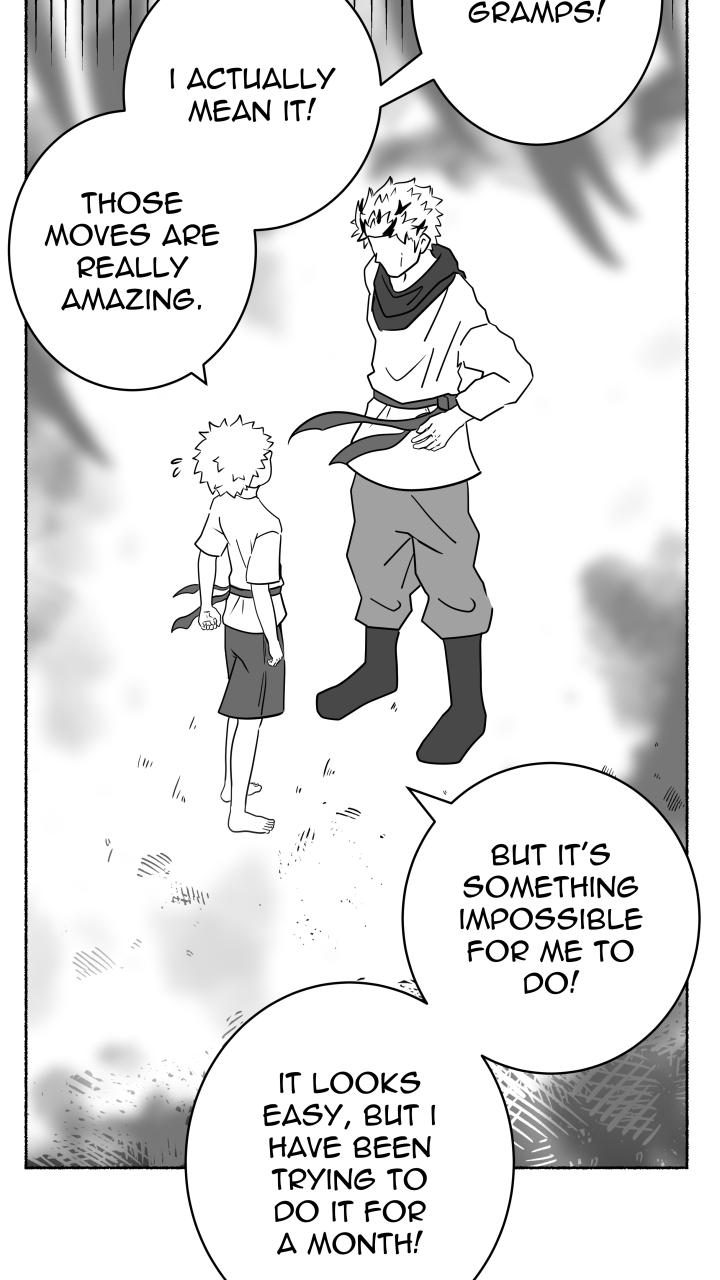 GRAMPS!
I ACTUALLY
MEAN IT!
THOSE
MOVES ARE
REALLY
AMAZING.
BUT IT'S
SOMETHING
IMPOSSIBLE
FOR ME TO
DO!
IT LOOKS
EASY, BUT I
HAVE BEEN
TRYING TO
DO IT FOR
A MONTH!